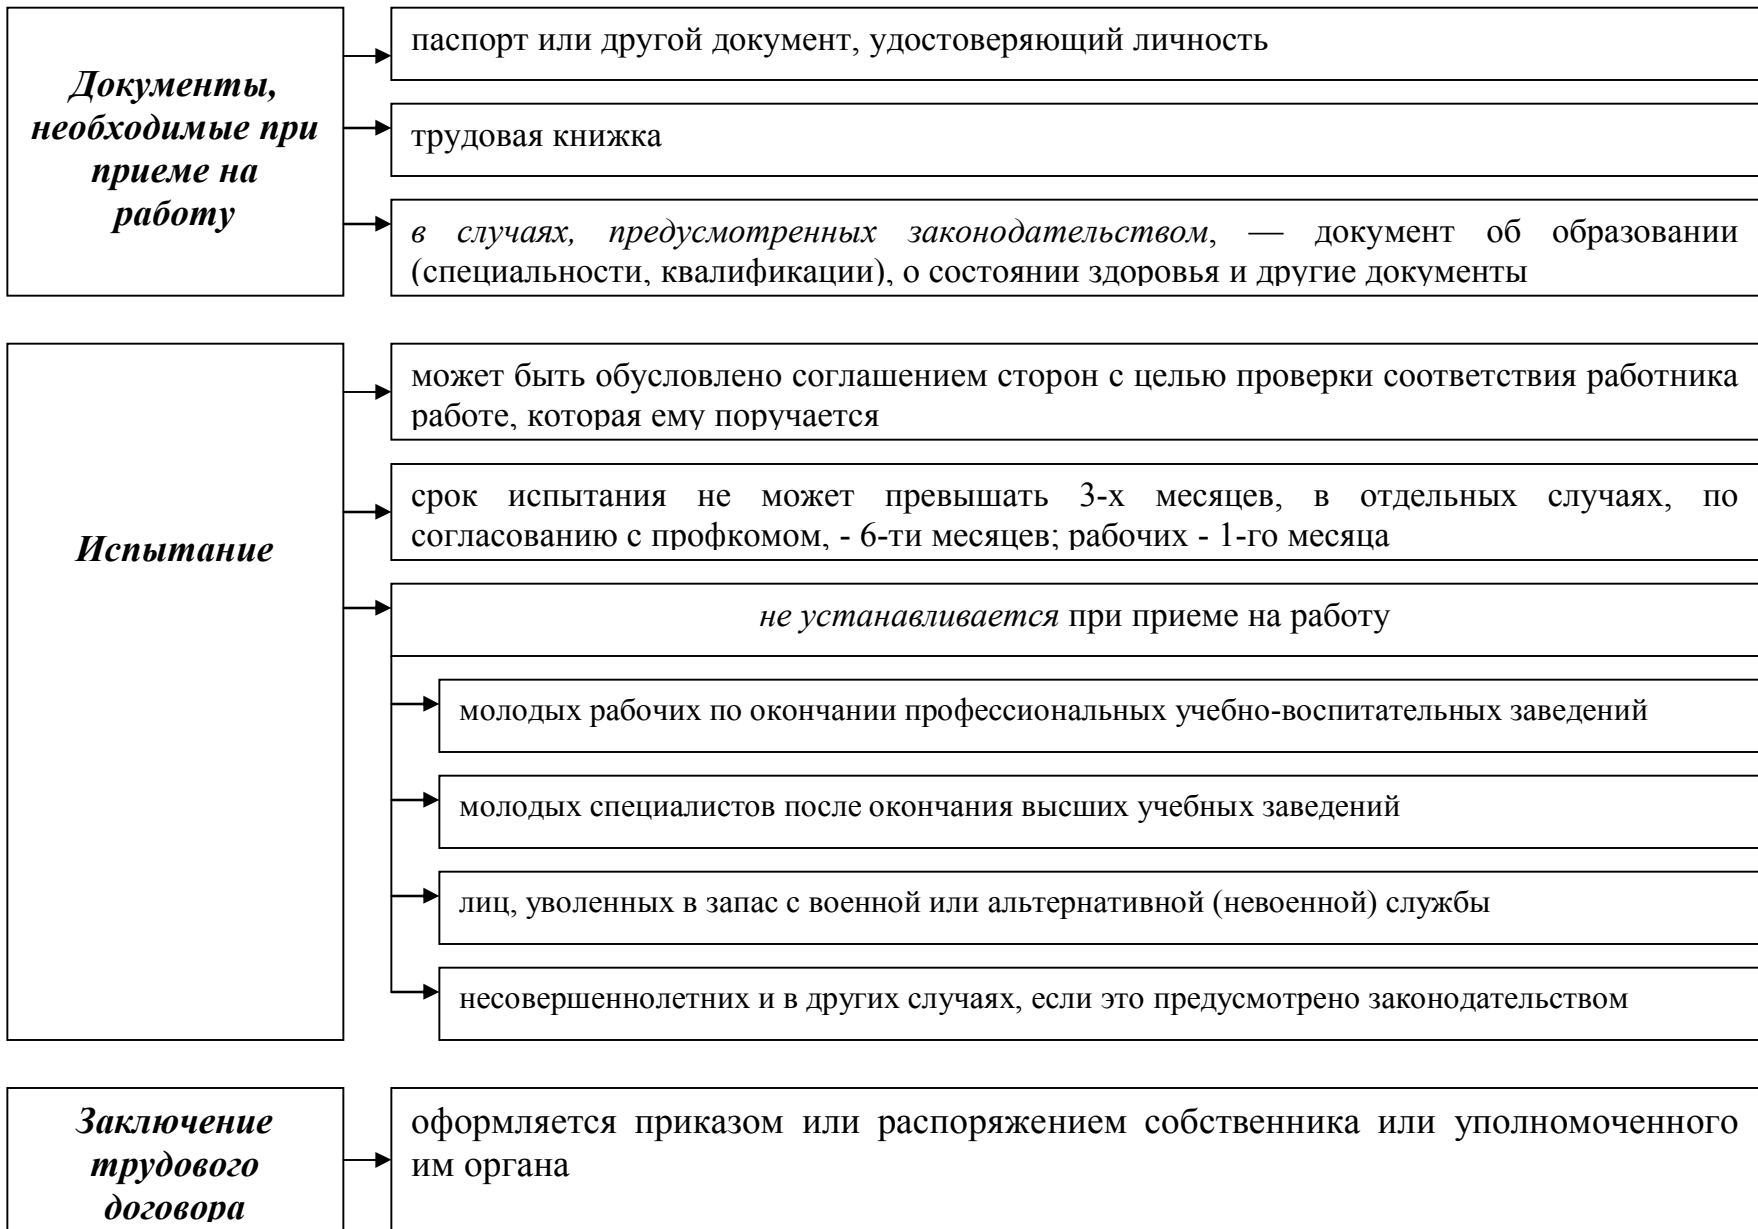 Документы,
необходимые при
приеме на
работу
паспорт или другой документ, удостоверяющий личность
трудовая книжка
в случаях, предусмотренных законодательством, — документ об образовании
(специальности, квалификации), о состоянии здоровья и другие документы
Испытание
может быть обусловлено соглашением сторон с целью проверки соответствия работника
работе, которая ему поручается
срок испытания не может превышать 3-х месяцев, в отдельных случаях, по
согласованию с профкомом, - 6-ти месяцев; рабочих - 1-го месяца
не устанавливается при приеме на работу
молодых рабочих по окончании профессиональных учебно-воспитательных заведений
молодых специалистов после окончания высших учебных заведений
лиц, уволенных в запас с военной или альтернативной (невоенной) службы
несовершеннолетних и в других случаях, если это предусмотрено законодательством
Заключение
трудового
договора
оформляется приказом или распоряжением собственника или уполномоченного
им органа